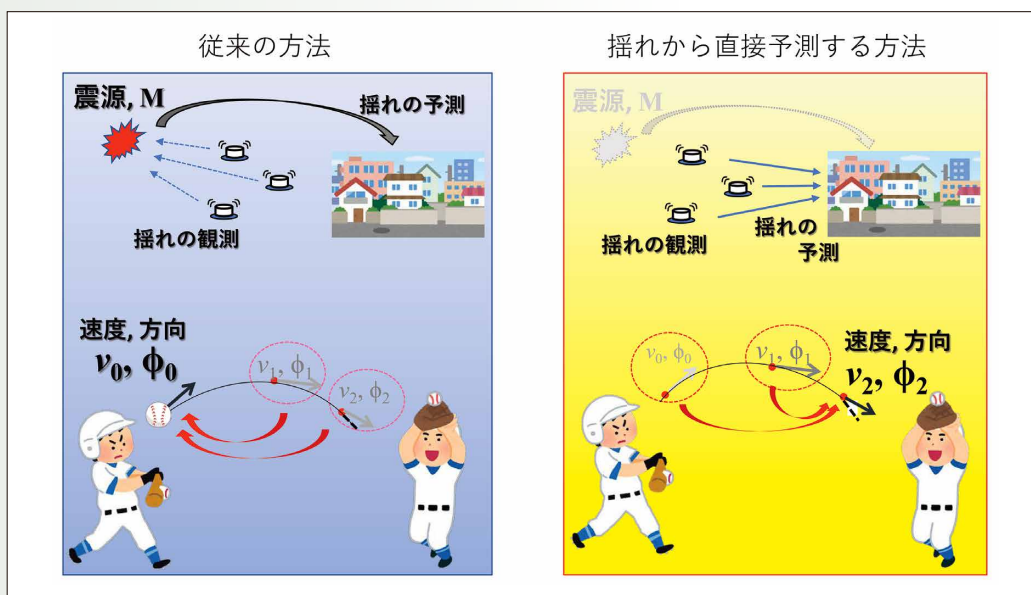 従来の方法
震源, M
揺れの予測
揺れの観測
速度, 方向
v₀, ϕ₀
v₁, ϕ₁
v₂, ϕ₂
揺れから直接予測する方法
震源, M
揺れの観測
揺れの
予測
v₀, ϕ₀
v₁, ϕ₁
速度, 方向
v₂, ϕ₂